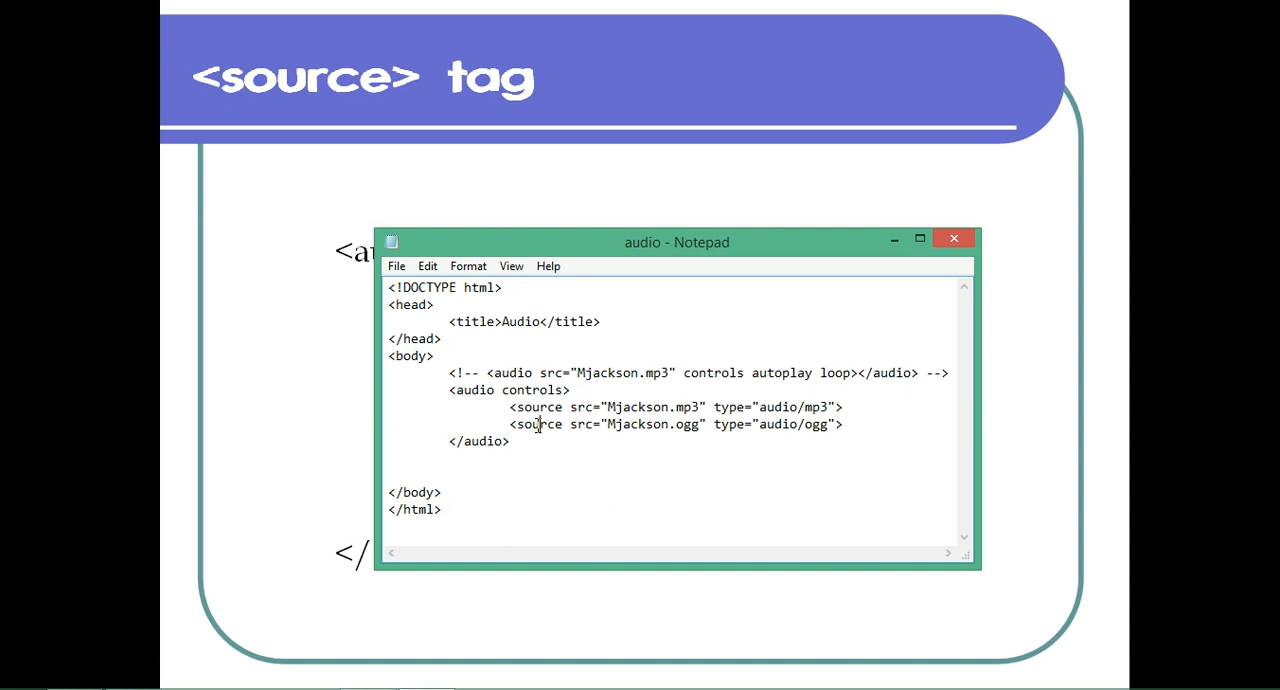 <source> tag
<au
audio - Notepad
File Edit Format View Help
<!DOCTYPE html>
<head>
<title>Audio</title>
</head>
<body>
<!-- <audio src="Mjackson.mp3" controls autoplay loop></audio> -->
<audio controls>
<source src="Mjackson.mp3" type="audio/mp3">
<source src="Mjackson.ogg" type="audio/ogg">
</audio>
</body>
</html>
</